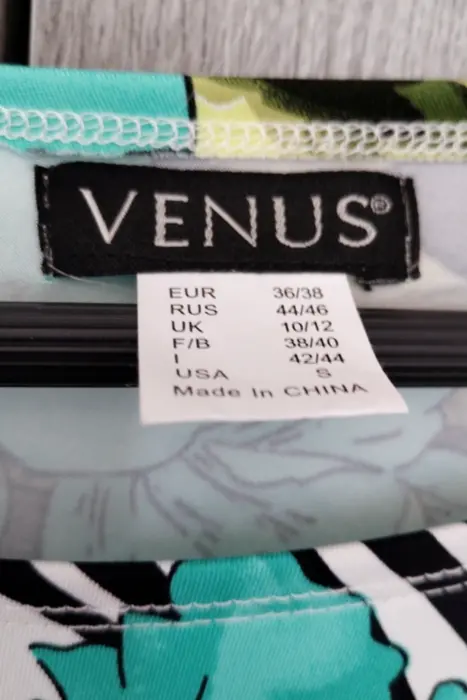 VENUS®
EUR 36/38
RUS 44/46
UK 10/12
F/B 38/40
I 42/44
USA S
Made In CHINA